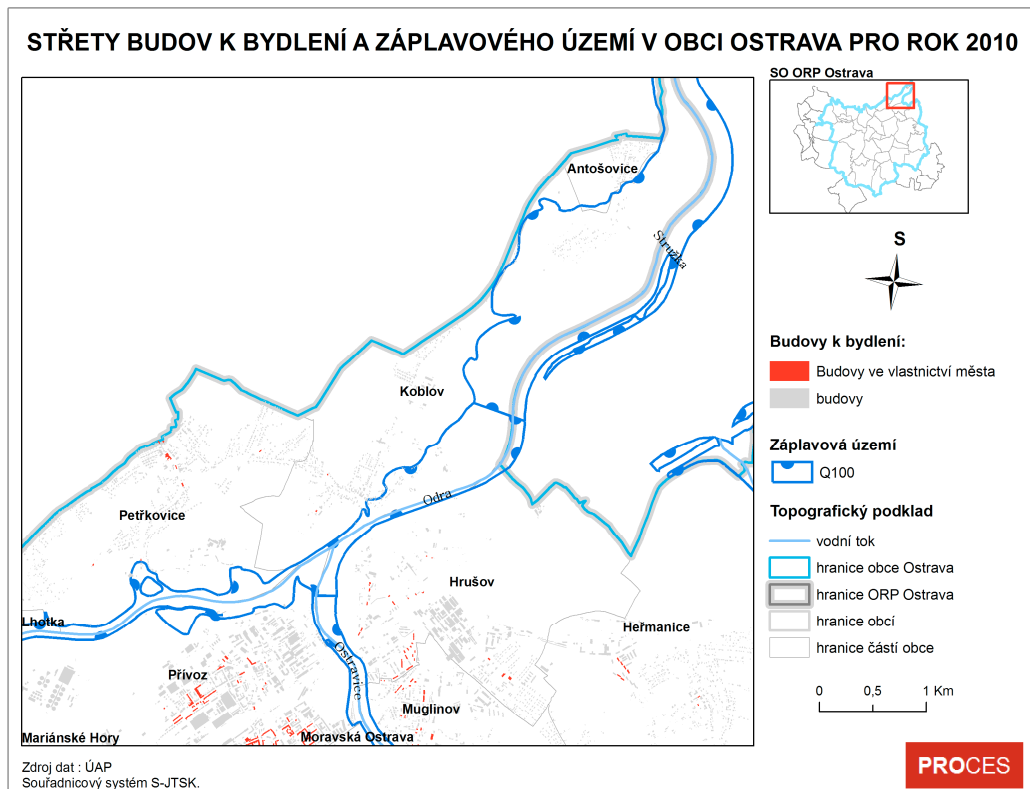 STŘETY BUDOV K BYDLENÍ A ZÁPLAVOVÉHO ÚZEMÍ V OBCI OSTRAVA PRO ROK 2010
SO ORP Ostrava
Antošovice
Stružka
S
Koblov
Odra
Petřkovice
Hrušov
Lhotka
Heřmanice
Ostravice
Přívoz
Muglinov
Mariánské Hory
Moravská Ostrava
Budovy k bydlení:
Budovy ve vlastnictví města
budovy
Záplavová území
Q100
Topografický podklad
vodní tok
hranice obce Ostrava
hranice ORP Ostrava
hranice obcí
hranice částí obce
0 0,5 1 Km
Zdroj dat : ÚAP
Souřadnicový systém S-JTSK.
PROCES